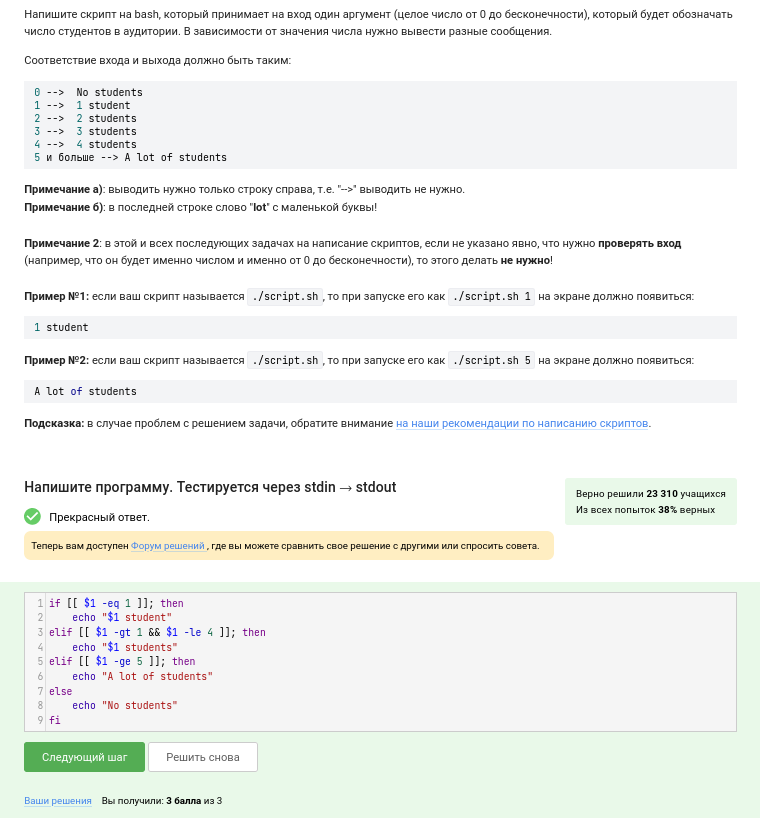 Напишите скрипт на bash, который принимает на вход один аргумент (целое число от 0 до бесконечности), который будет обозначать
число студентов в аудитории. В зависимости от значения числа нужно вывести разные сообщения.
Соответствие входа и выхода должно быть таким:
0 -->  No students
1 -->  1 student
2 -->  2 students
3 -->  3 students
4 -->  4 students
5 и больше --> A lot of students
Примечание а): выводить нужно только строку справа, т.е. "-->" выводить не нужно.
Примечание б): в последней строке слово "lot" с маленькой буквы!
Примечание 2: в этой и всех последующих задачах на написание скриптов, если не указано явно, что нужно проверять вход
(например, что он будет именно числом и именно от 0 до бесконечности), то этого делать не нужно!
Пример №1: если ваш скрипт называется ./script.sh, то при запуске его как ./script.sh 1 на экране должно появиться:
1 student
Пример №2: если ваш скрипт называется ./script.sh, то при запуске его как ./script.sh 5 на экране должно появиться:
A lot of students
Подсказка: в случае проблем с решением задачи, обратите внимание на наши рекомендации по написанию скриптов.
Напишите программу. Тестируется через stdin → stdout
Верно решили 23 310 учащихся
Из всех попыток 38% верных
Прекрасный ответ.
Теперь вам доступен Форум решений, где вы можете сравнить свое решение с другими или спросить совета.
1 if [[ $1 -eq 1 ]]; then
2     echo "$1 student"
3 elif [[ $1 -gt 1 && $1 -le 4 ]]; then
4     echo "$1 students"
5 elif [[ $1 -ge 5 ]]; then
6     echo "A lot of students"
7 else
8     echo "No students"
9 fi
Следующий шаг Решить снова
Ваши решения Вы получили: 3 балла из 3